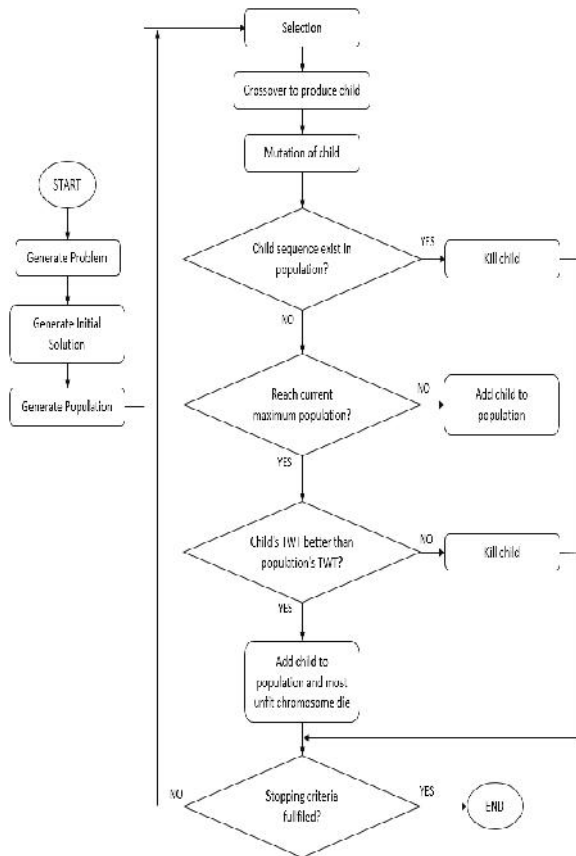 START
Generate Problem
Generate Initial
Solution
Generate Population
Selection
Crossover to produce child
Mutation of child
Child sequence exist in
population?
YES
Kill child
NO
Reach current
maximum population?
NO
Add child to
population
YES
Child's TWT better than
population's TWT?
NO
Kill child
YES
Add child to
population and most
unfit chromosome die
Stopping criteria
fullfiled?
NO
YES
END